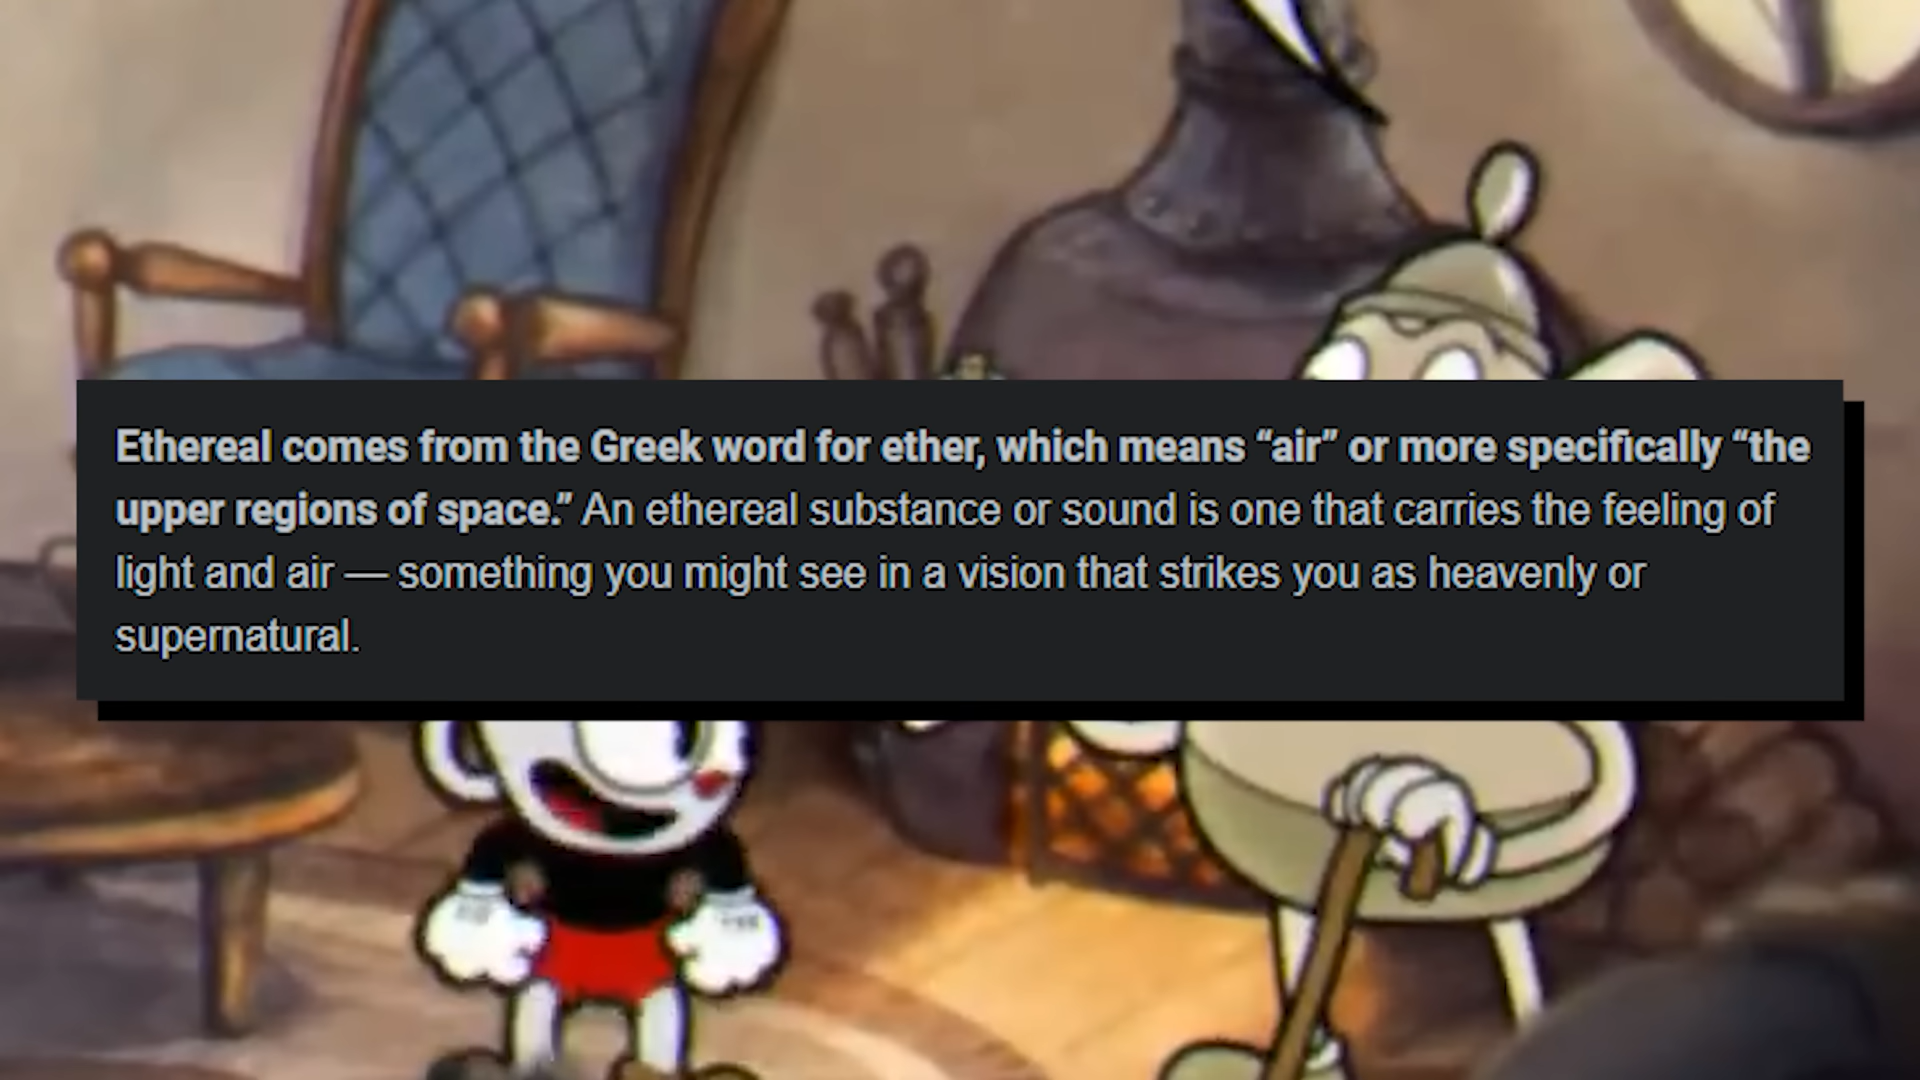 Ethereal comes from the Greek word for ether, which means “air” or more specifically “the
upper regions of space.” An ethereal substance or sound is one that carries the feeling of
light and air — something you might see in a vision that strikes you as heavenly or
supernatural.